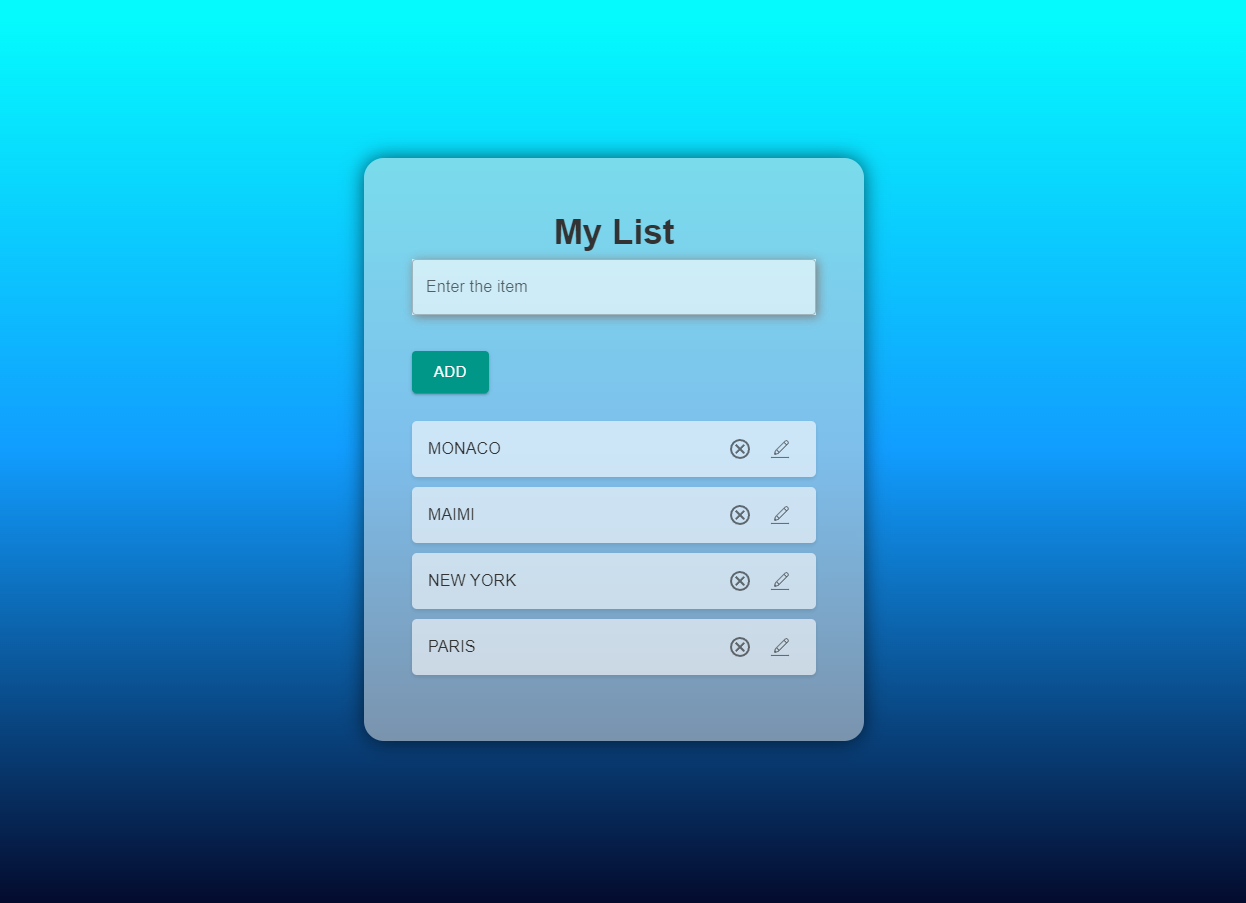 My List
Enter the item
ADD
MONACO
MAIMI
NEW YORK
PARIS